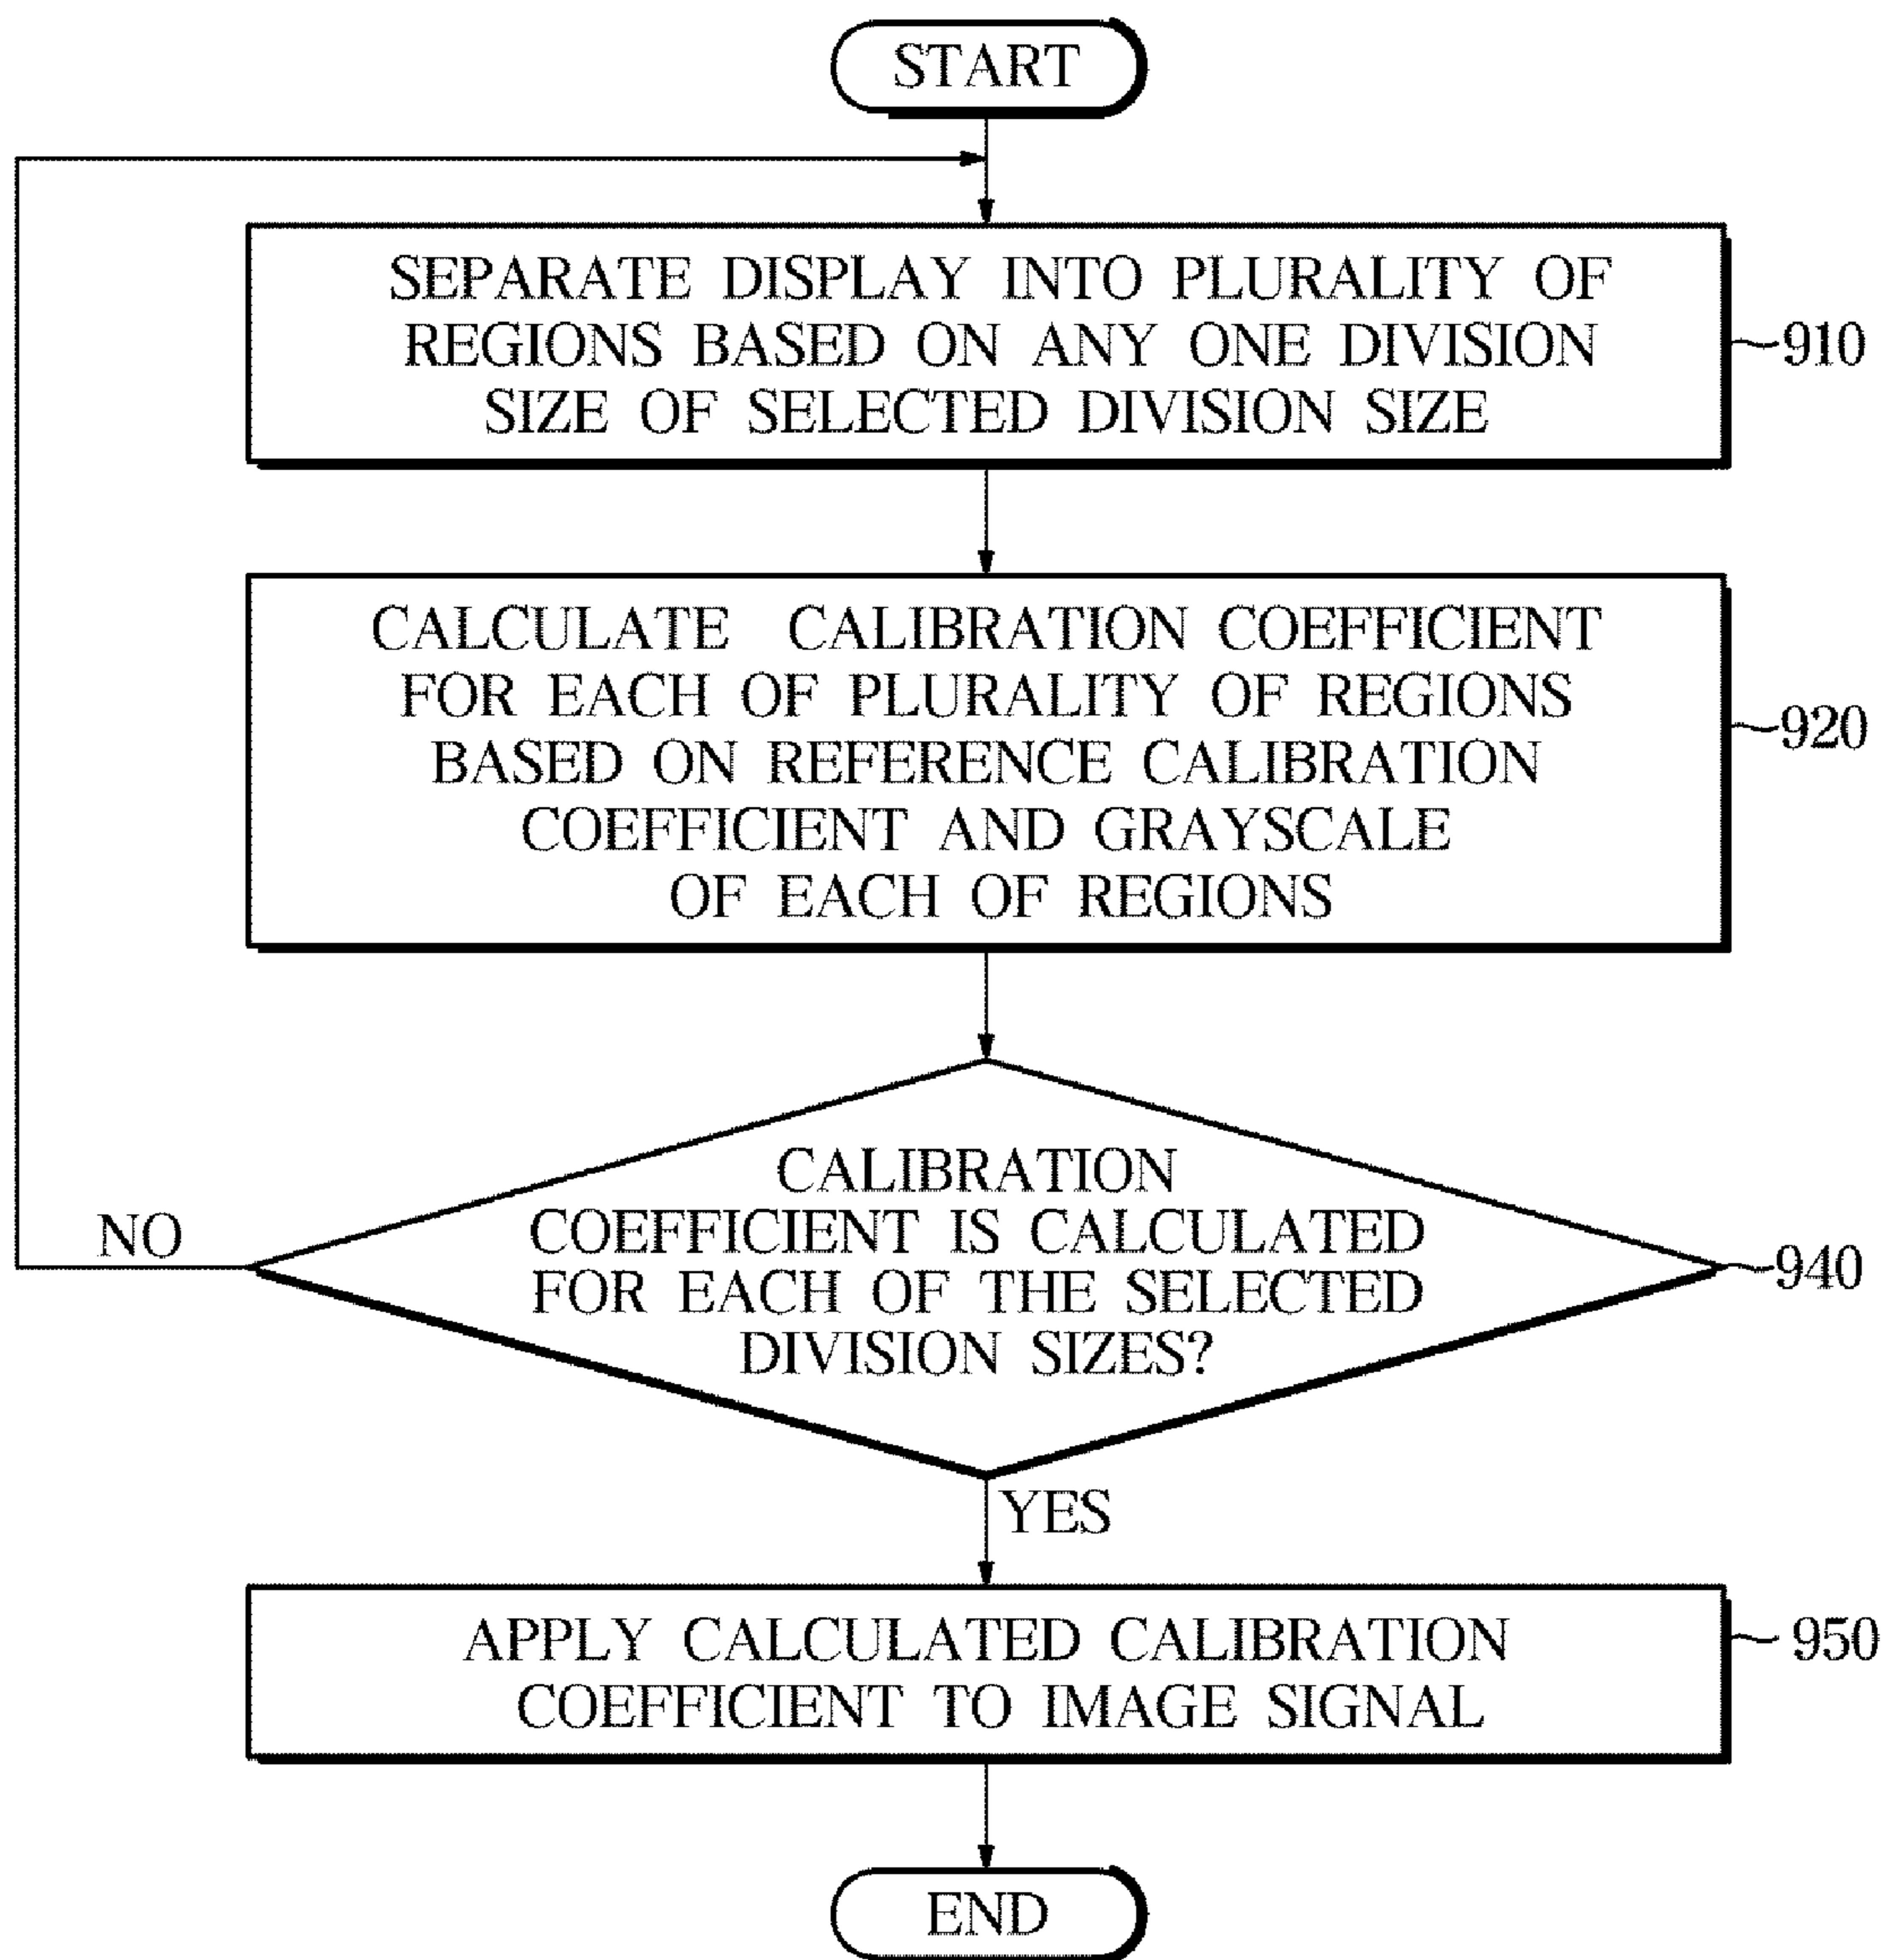 START
SEPARATE DISPLAY INTO PLURALITY OF
REGIONS BASED ON ANY ONE DIVISION
SIZE OF SELECTED DIVISION SIZE
910
CALCULATE CALIBRATION COEFFICIENT
FOR EACH OF PLURALITY OF REGIONS
BASED ON REFERENCE CALIBRATION
COEFFICIENT AND GRAYSCALE
OF EACH OF REGIONS
920
CALIBRATION
COEFFICIENT IS CALCULATED
FOR EACH OF THE SELECTED
DIVISION SIZES?
940
NO
YES
APPLY CALCULATED CALIBRATION
COEFFICIENT TO IMAGE SIGNAL
950
END